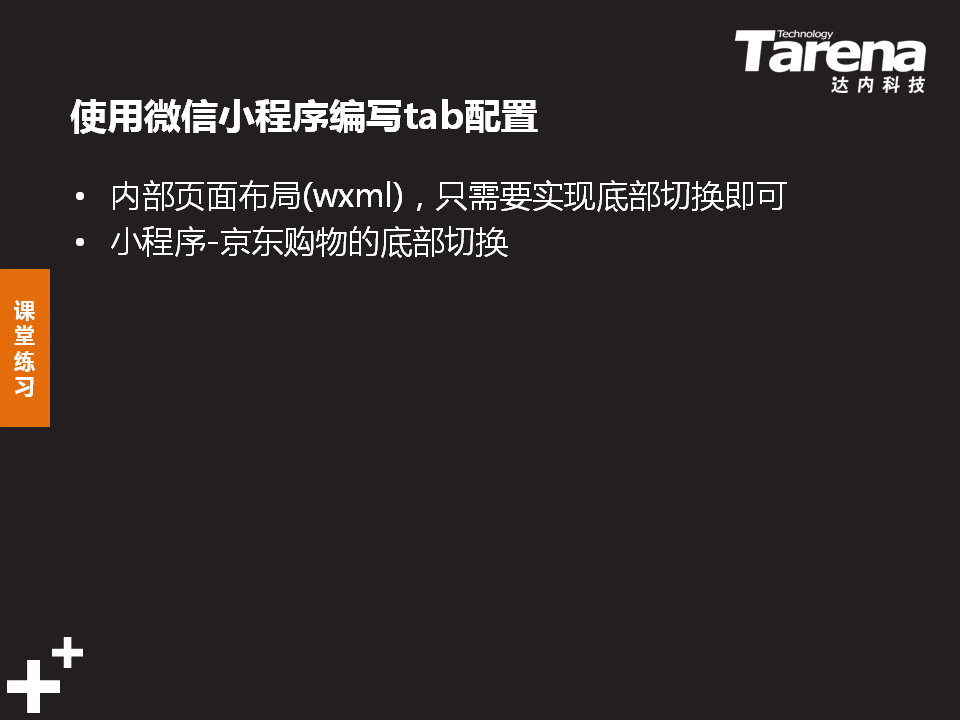 Technology
Tarena
达内科技
使用微信小程序编写tab配置
• 内部页面布局(wxml)，只需要实现底部切换即可
• 小程序-京东购物的底部切换
课堂练习